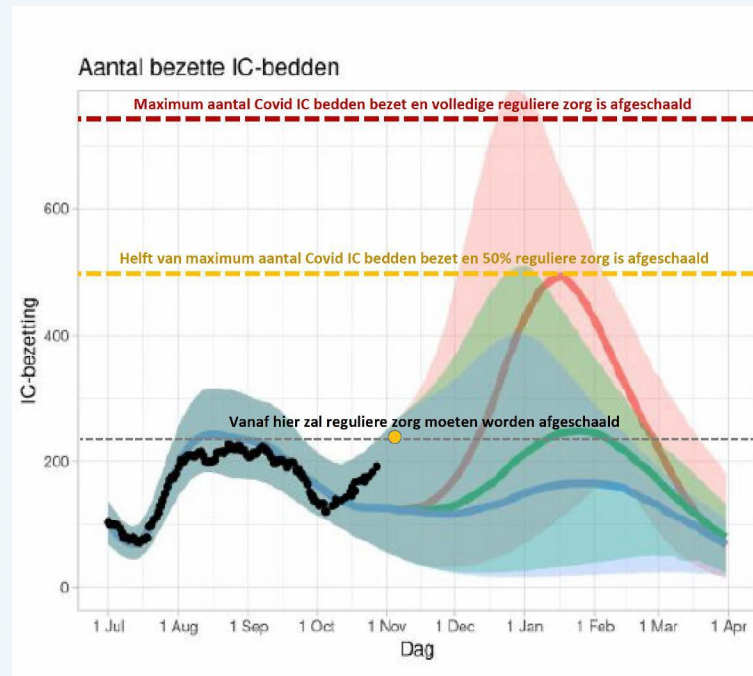 Aantal bezette IC-bedden
Maximum aantal Covid IC bedden bezet en volledige reguliere zorg is afgeschaald
600
Helft van maximum aantal Covid IC bedden bezet en 50% reguliere zorg is afgeschaald
400
IC-bezetting
Vanaf hier zal reguliere zorg moeten worden afgeschaald
200
0
1 Jul 1 Aug 1 Sep 1 Oct 1 Nov 1 Dec 1 Jan 1 Feb 1 Mar 1 Apr
Dag